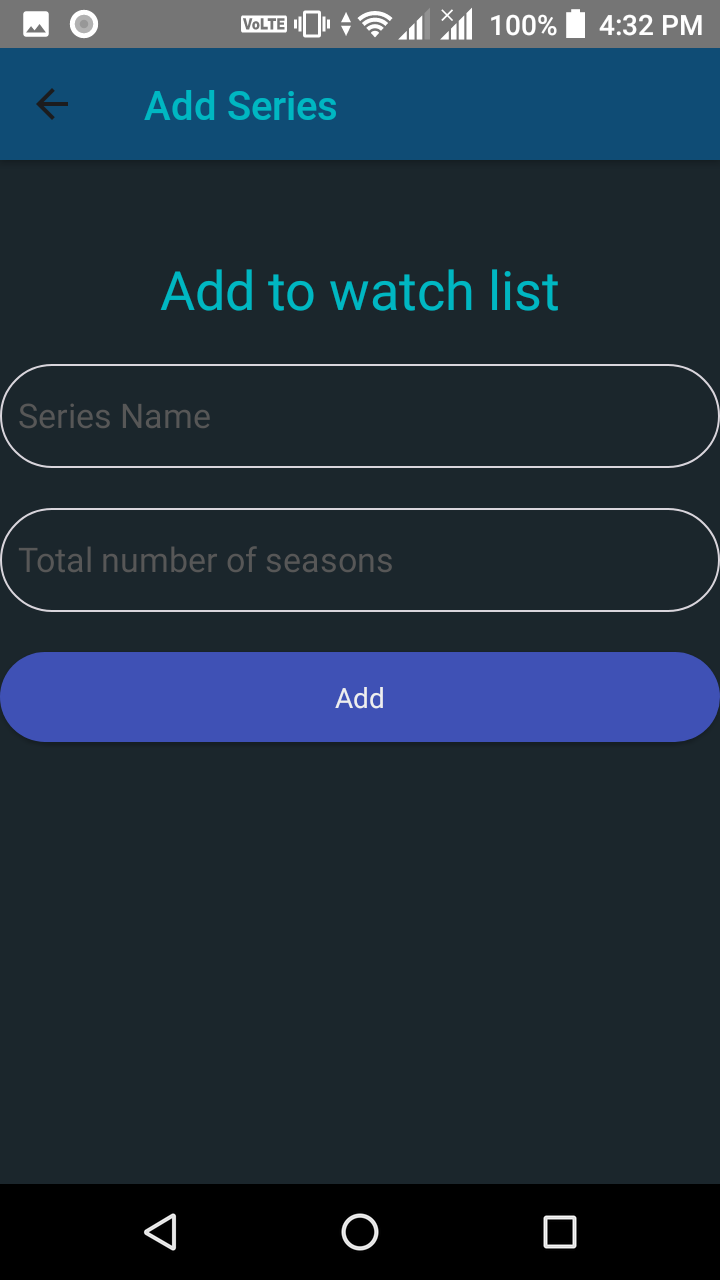 VoLTE 100% 4:32 PM
Add Series
Add to watch list
Series Name
Total number of seasons
Add